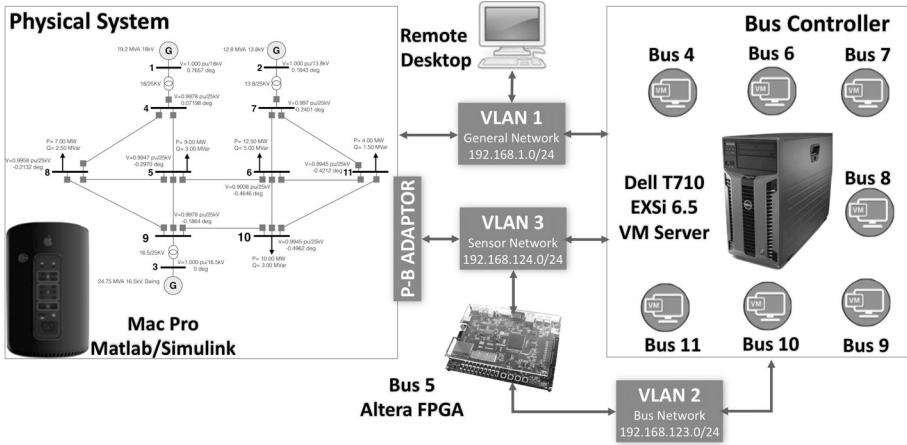 Physical System
19.2 MVA 18kV
G
1
V=1.000 pu/18kV
0.7657 deg
18/25KV
V=0.9978 pu/25kV
0.07198 deg
4
12.8 MVA 13.8kV
G
2
V=1.000 pu/13.8kV
0.1843 deg
13.8/25KV
V=0.997 pu/25kV
0.2401 deg
7
P= 7.00 MW
Q= 2.50 MVar
V=0.9959 pu/25kV
-0.3132 deg
8
V=0.9947 pu/25kV
-0.2970 deg
5
P= 9.00 MW
Q= 3.00 MVar
P= 12.50 MW
Q= 5.00 MVar
6
V=0.9938 pu/25kV
-0.4646 deg
P= 4.00 MW
Q= 1.50 MVar
V=0.9945 pu/25kV
-0.4212 deg
11
V=0.9978 pu/25kV
-0.1864 deg
9
16.5/25KV
V=1.000 pu/16.5kV
0 deg
3
24.75 MVA 16.5kV, Swing
G
10
V=0.9945 pu/25kV
-0.4962 deg
P= 10.00 MW
Q= 3.00 MVar
Mac Pro
Matlab/Simulink
P-B ADAPTOR
Remote
Desktop
VLAN 1
General Network
192.168.1.0/24
VLAN 3
Sensor Network
192.168.124.0/24
Bus 5
Altera FPGA
VLAN 2
Bus Network
192.168.123.0/24
Bus Controller
Bus 4
VM
Bus 6
VM
Bus 7
VM
Dell T710
EXSi 6.5
VM Server
Bus 8
VM
VM
Bus 11
VM
Bus 10
VM
Bus 9